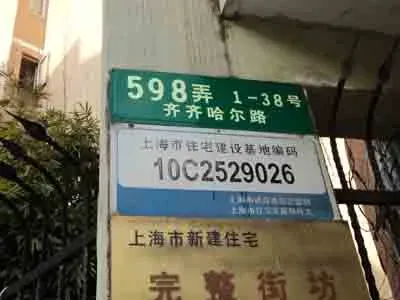 598弄 1-38号
齐齐哈尔路
上海市住宅建设基地编码
10C2529026
上海市新建住宅
完整街坊